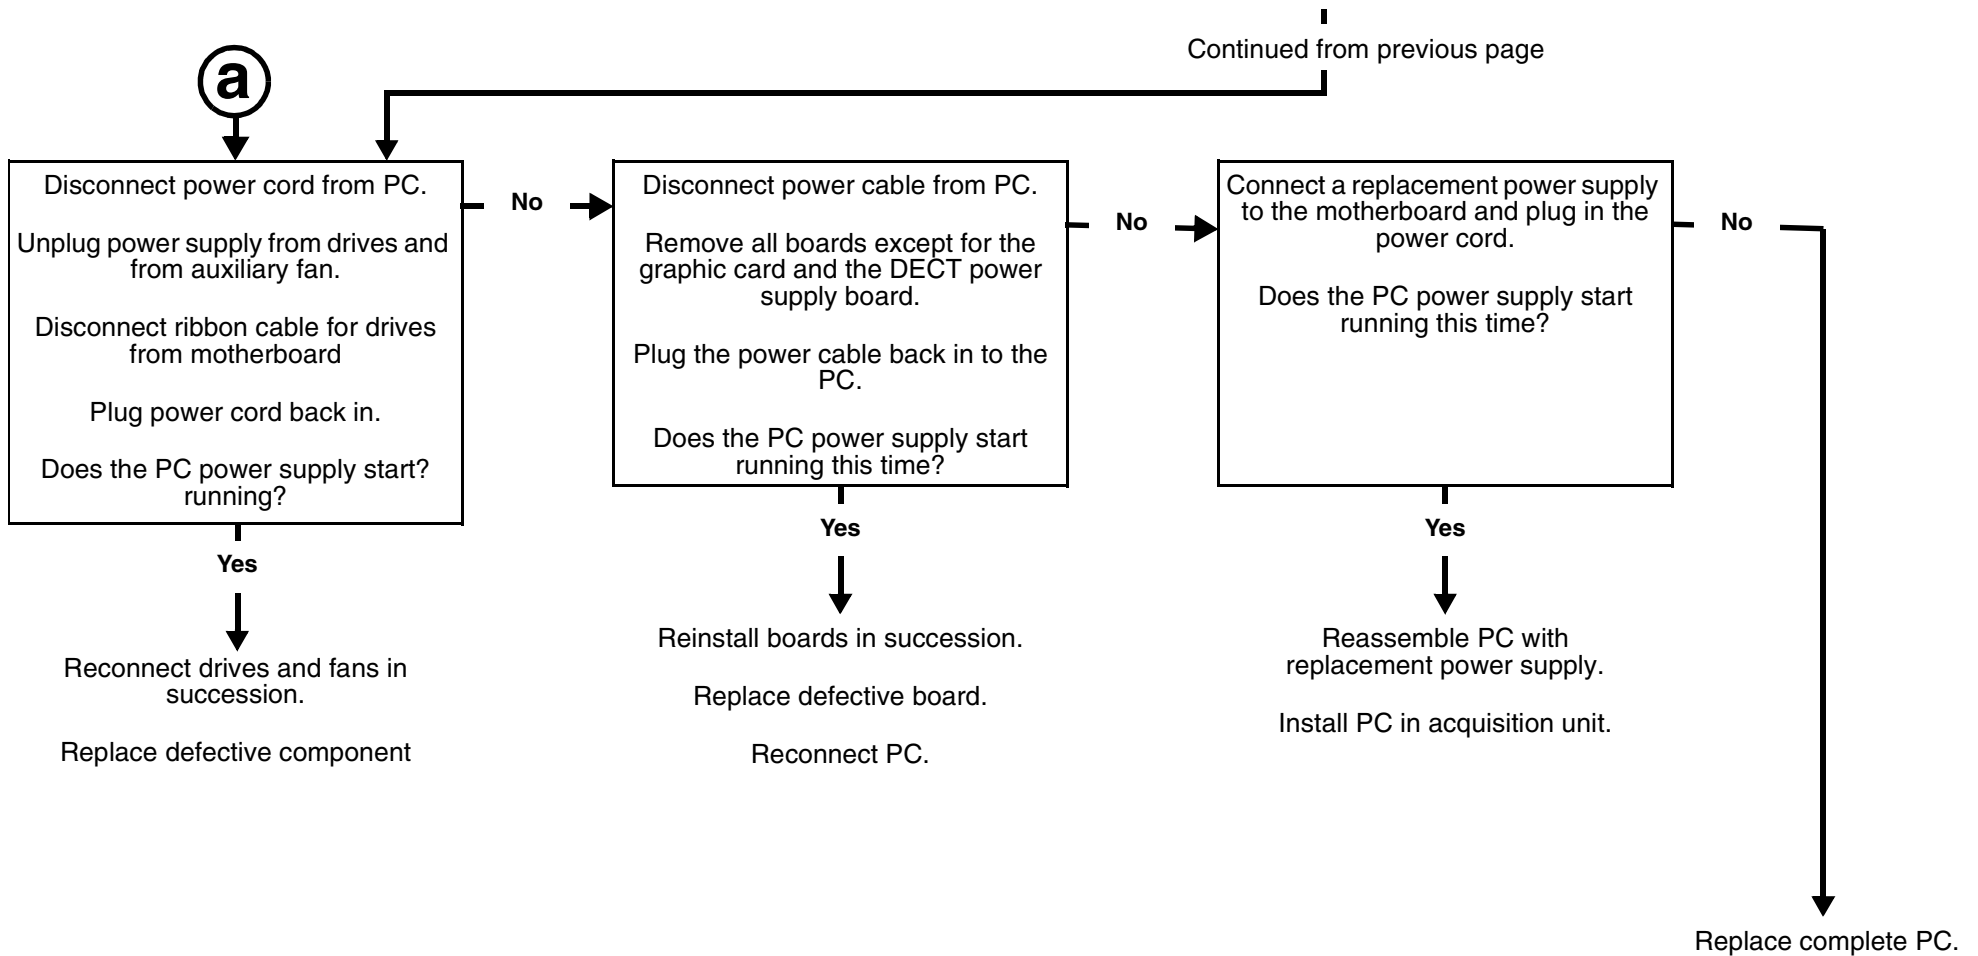 Continued from previous page
a
Disconnect power cord from PC.
Unplug power supply from drives and
from auxiliary fan.
Disconnect ribbon cable for drives
from motherboard
Plug power cord back in.
Does the PC power supply start?
running?
No
Disconnect power cable from PC.
Remove all boards except for the
graphic card and the DECT power
supply board.
Plug the power cable back in to the
PC.
Does the PC power supply start
running this time?
No
Connect a replacement power supply
to the motherboard and plug in the
power cord.
Does the PC power supply start
running this time?
No
Yes
Reconnect drives and fans in
succession.
Replace defective component
Yes
Reinstall boards in succession.
Replace defective board.
Reconnect PC.
Yes
Reassemble PC with
replacement power supply.
Install PC in acquisition unit.
Replace complete PC.